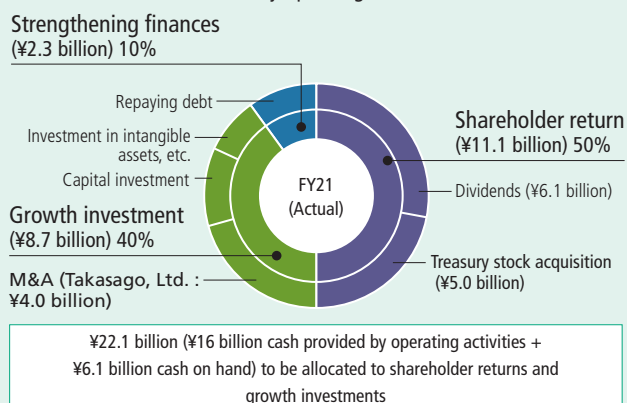 Strengthening finances
(¥2.3 billion) 10%
Repaying debt
Investment in intangible
assets, etc.
Capital investment
Growth investment
(¥8.7 billion) 40%
M&A (Takasago, Ltd. :
¥4.0 billion)
FY21
(Actual)
Shareholder return
(¥11.1 billion) 50%
Dividends (¥6.1 billion)
Treasury stock acquisition
(¥5.0 billion)
¥22.1 billion (¥16 billion cash provided by operating activities +
¥6.1 billion cash on hand) to be allocated to shareholder returns and
growth investments